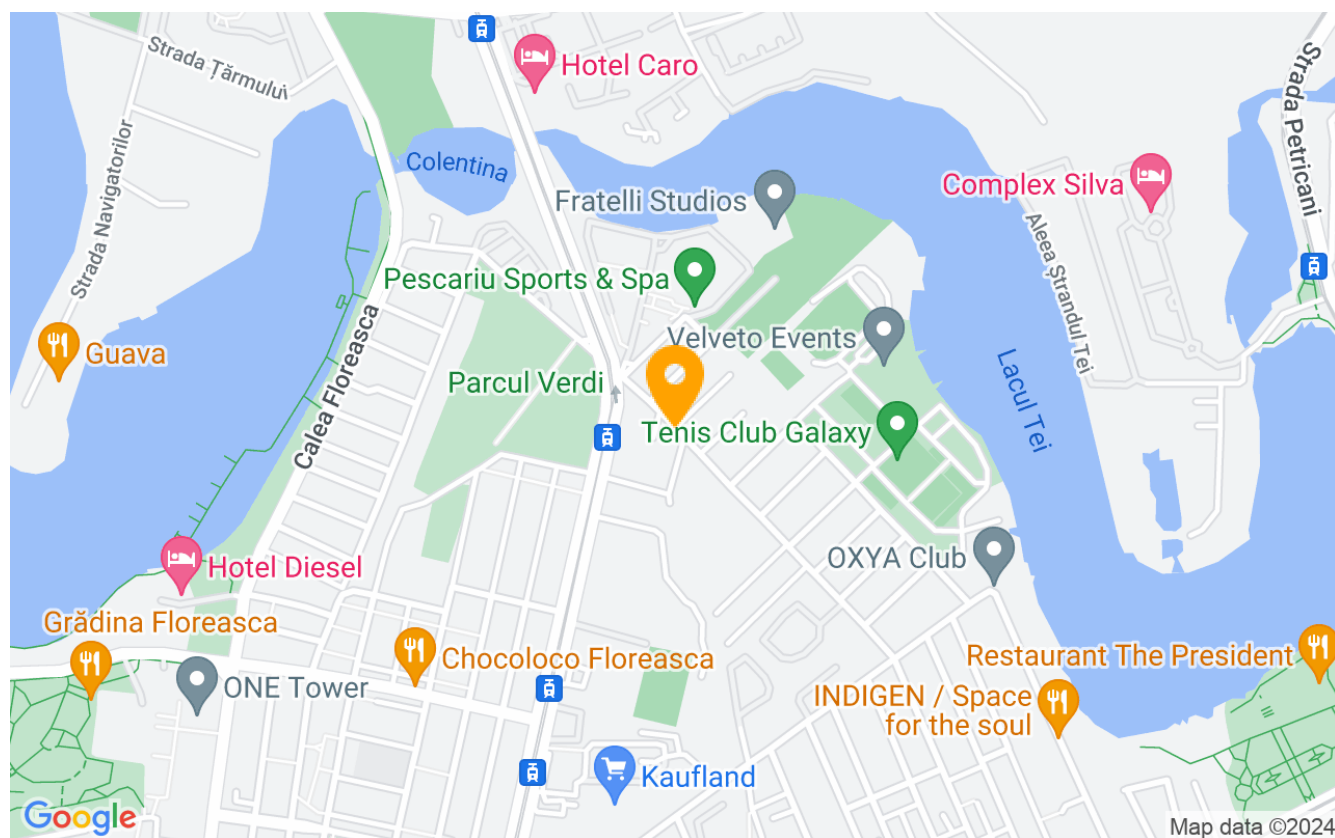 Strada Țărmului
Hotel Caro
Strada Petricani
Colentina
Complex Silva
Fratelli Studios
Strada Navigatorilor
Aleea Ștrandul Tei
Pescariu Sports & Spa
Guava
Velveto Events
Calea Floreasca
Parcul Verdi
Lacul Tei
Tenis Club Galaxy
OXYA Club
Hotel Diesel
Grădina Floreasca
Chocoloco Floreasca
Restaurant The President
ONE Tower
INDIGEN / Space
for the soul
Kaufland
Google
Map data ©2024